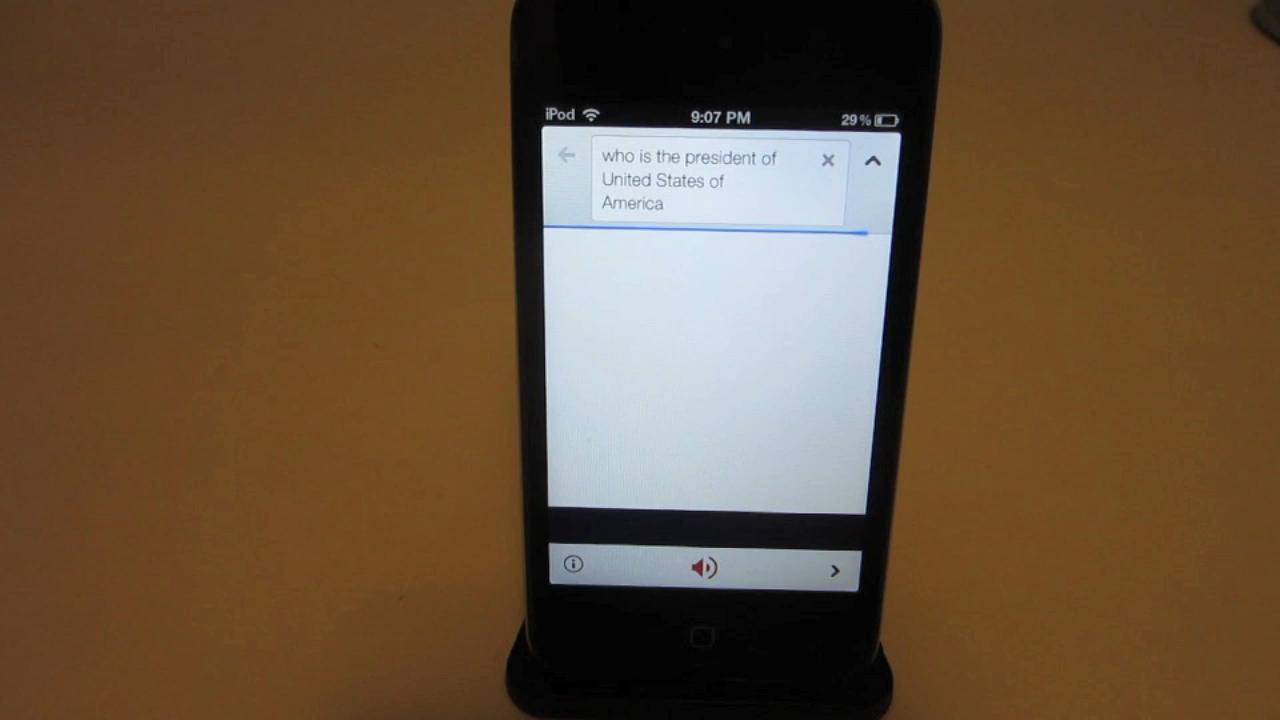 iPod 9:07 PM 29%
who is the president of
United States of
America